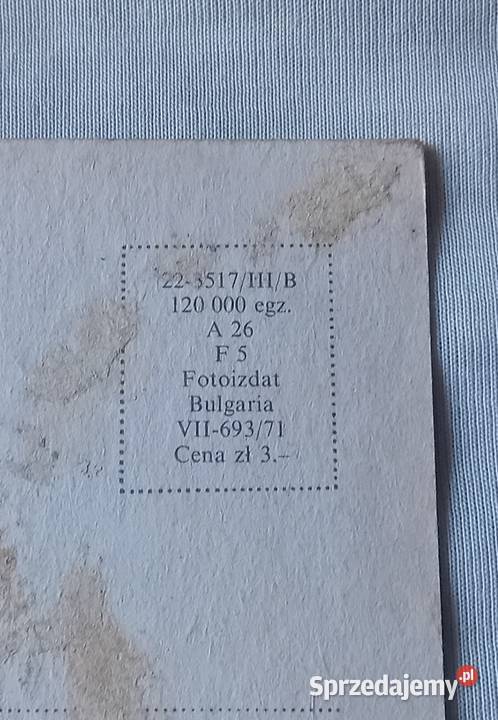 22-3517/III/B
120 000 egz.
A 26
F 5
Fotoizdat
Bulgaria
VII-693/71
Cena zł 3.–
Sprzedajemy.pl